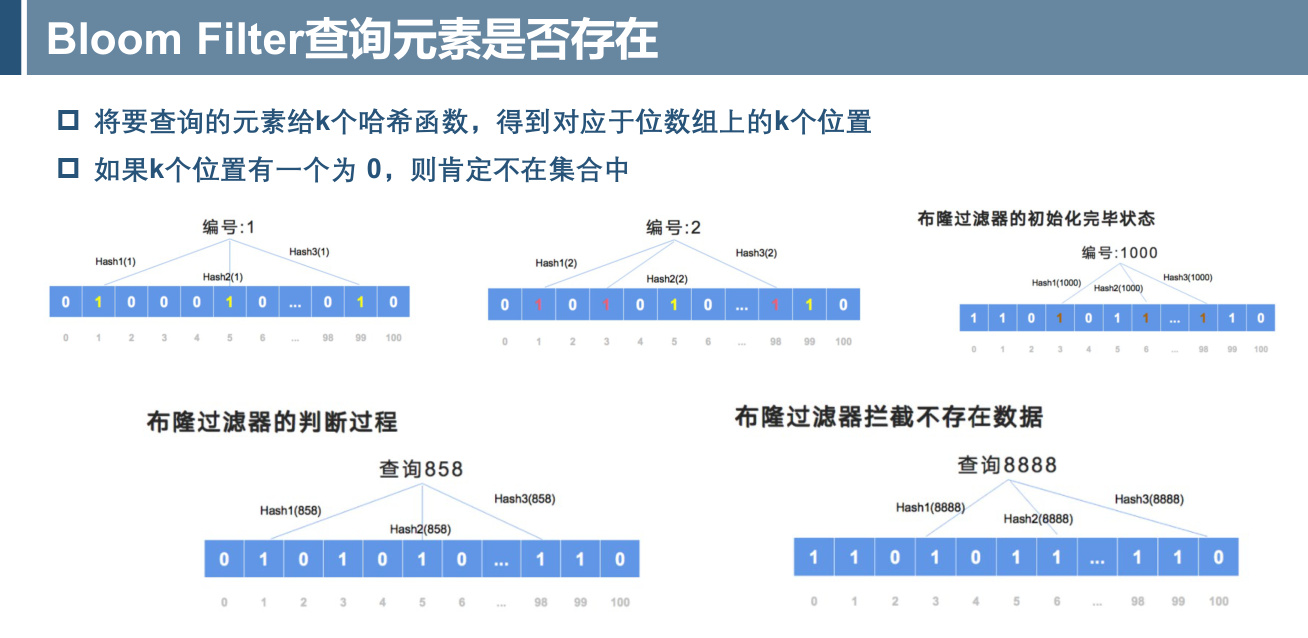 Bloom Filter查询元素是否存在
将要查询的元素给k个哈希函数，得到对应于位数组上的k个位置
如果k个位置有一个为 0，则肯定不在集合中
编号:1
Hash1(1)
Hash2(1)
Hash3(1)
0 1 0 0 0 1 0 ... 0 1 0
0 1 2 3 4 5 6 ... 98 99 100
编号:2
Hash1(2)
Hash2(2)
Hash3(2)
0 1 0 1 0 1 0 ... 1 1 0
0 1 2 3 4 5 6 ... 98 99 100
布隆过滤器的初始化完毕状态
编号:1000
Hash1(1000)
Hash2(1000)
Hash3(1000)
1 1 0 1 0 1 1 ... 1 1 0
0 1 2 3 4 5 6 ... 98 99 100
布隆过滤器的判断过程
查询858
Hash1(858)
Hash2(858)
Hash3(858)
0 1 0 1 0 1 0 ... 1 1 0
0 1 2 3 4 5 6 ... 98 99 100
布隆过滤器拦截不存在数据
查询8888
Hash1(8888)
Hash2(8888)
Hash3(8888)
1 1 0 1 0 1 1 ... 1 1 0
0 1 2 3 4 5 6 ... 98 99 100